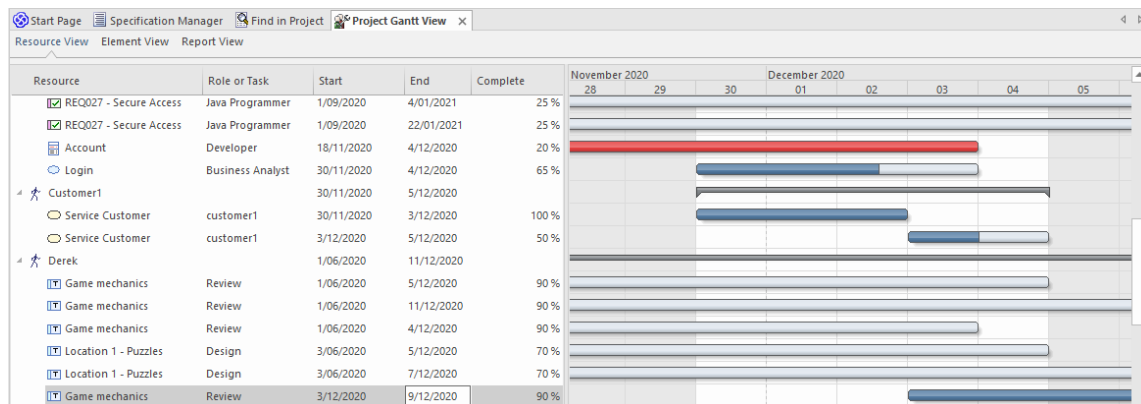 Start Page Specification Manager Find in Project Project Gantt View ×
Resource View Element View Report View
Resource Role or Task Start End Complete November 2020 December 2020
28 29 30 01 02 03 04 05
REQ027 - Secure Access Java Programmer 1/09/2020 4/01/2021 25 %
REQ027 - Secure Access Java Programmer 1/09/2020 22/01/2021 25 %
Account Developer 18/11/2020 4/12/2020 20 %
Login Business Analyst 30/11/2020 4/12/2020 65 %
Customer1 30/11/2020 5/12/2020
Service Customer customer1 30/11/2020 3/12/2020 100 %
Service Customer customer1 3/12/2020 5/12/2020 50 %
Derek 1/06/2020 11/12/2020
Game mechanics Review 1/06/2020 5/12/2020 90 %
Game mechanics Review 1/06/2020 11/12/2020 90 %
Game mechanics Review 1/06/2020 4/12/2020 90 %
Location 1 - Puzzles Design 3/06/2020 5/12/2020 70 %
Location 1 - Puzzles Design 3/06/2020 7/12/2020 70 %
Game mechanics Review 3/12/2020 9/12/2020 90 %